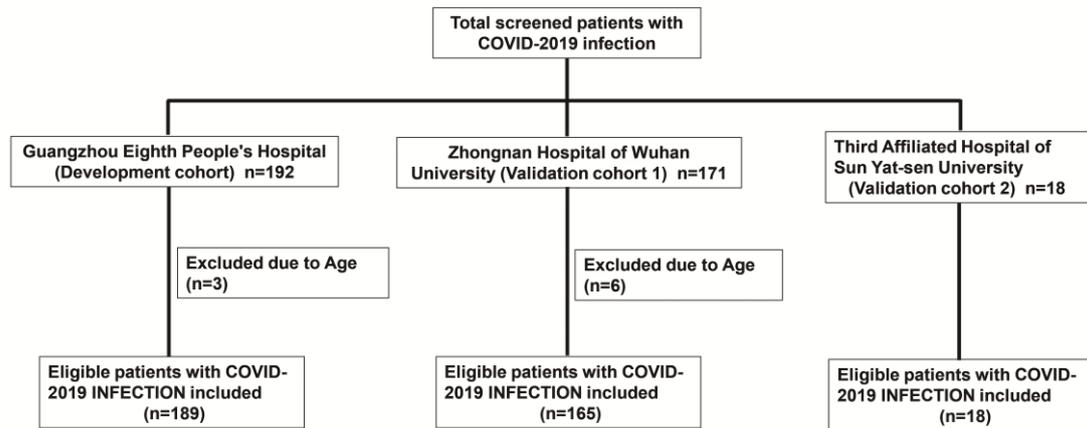 Total screened patients with
COVID-2019 infection
Guangzhou Eighth People's Hospital
(Development cohort) n=192
Zhongnan Hospital of Wuhan
University (Validation cohort 1) n=171
Third Affiliated Hospital of
Sun Yat-sen University
(Validation cohort 2) n=18
Excluded due to Age
(n=3)
Excluded due to Age
(n=6)
Eligible patients with COVID-
2019 INFECTION included
(n=189)
Eligible patients with COVID-
2019 INFECTION included
(n=165)
Eligible patients with COVID-
2019 INFECTION included
(n=18)